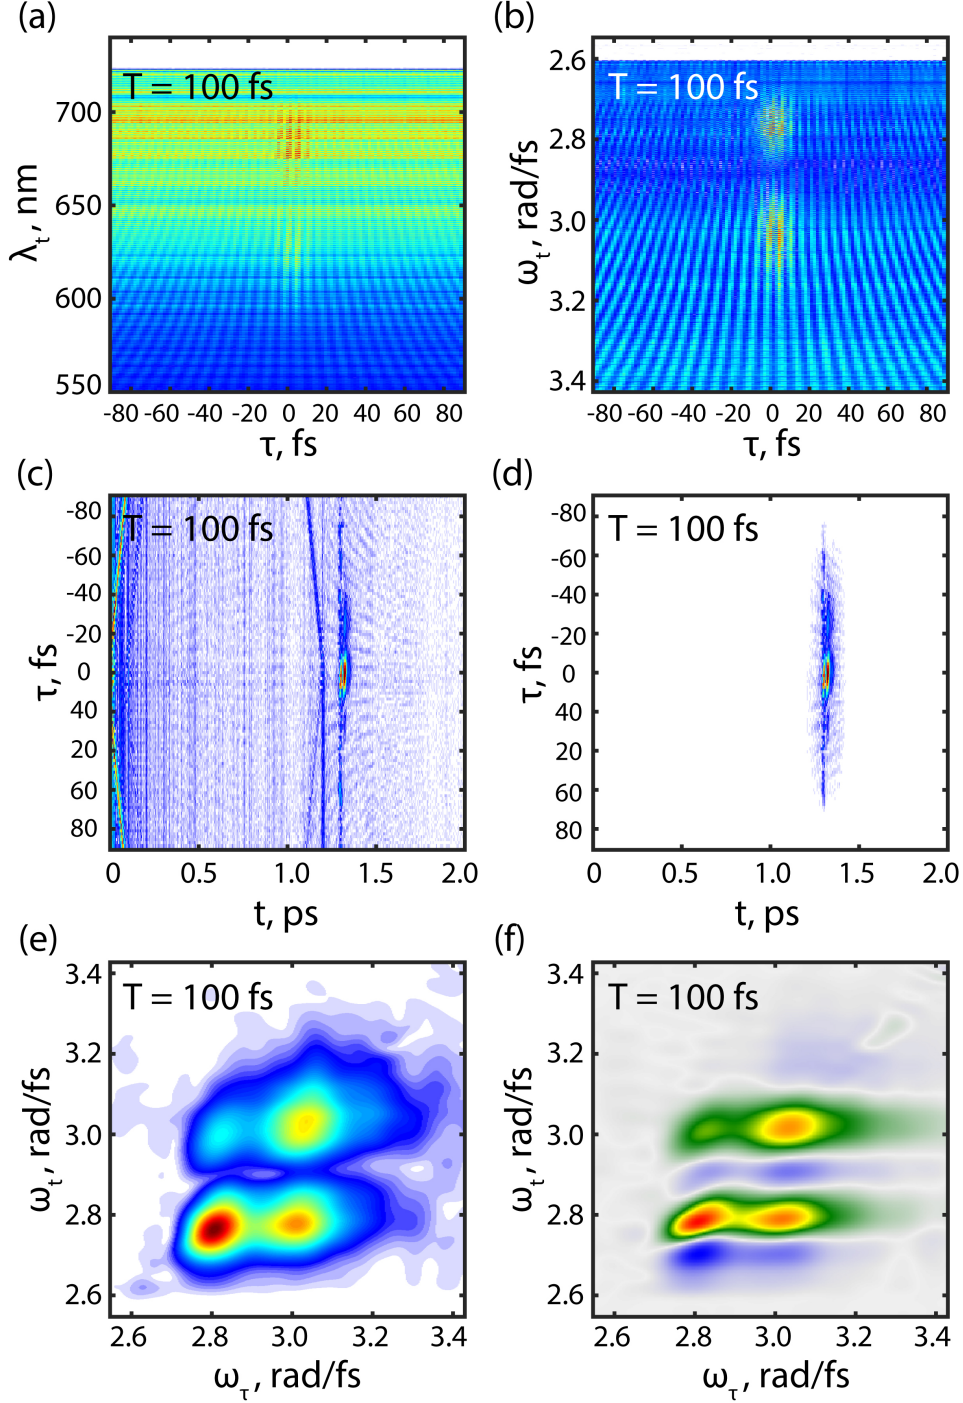 (a)
T = 100 fs
700
650
600
550
λt, nm
-80 -60 -40 -20 0 20 40 60 80
τ, fs
(b)
T = 100 fs
2.6
2.8
3.0
3.2
3.4
ωt, rad/fs
-80 -60 -40 -20 0 20 40 60 80
τ, fs
(c)
T = 100 fs
-80
-60
-40
-20
0
40
20
60
80
τ, fs
0 0.5 1.0 1.5 2.0
t, ps
(d)
T = 100 fs
-80
-60
-40
-20
0
40
20
60
80
τ, fs
0 0.5 1.0 1.5 2.0
t, ps
(e)
T = 100 fs
3.4
3.2
3.0
2.8
2.6
ωt, rad/fs
2.6 2.8 3.0 3.2 3.4
ωτ, rad/fs
(f)
T = 100 fs
3.4
3.2
3.0
2.8
2.6
ωt, rad/fs
2.6 2.8 3.0 3.2 3.4
ωτ, rad/fs